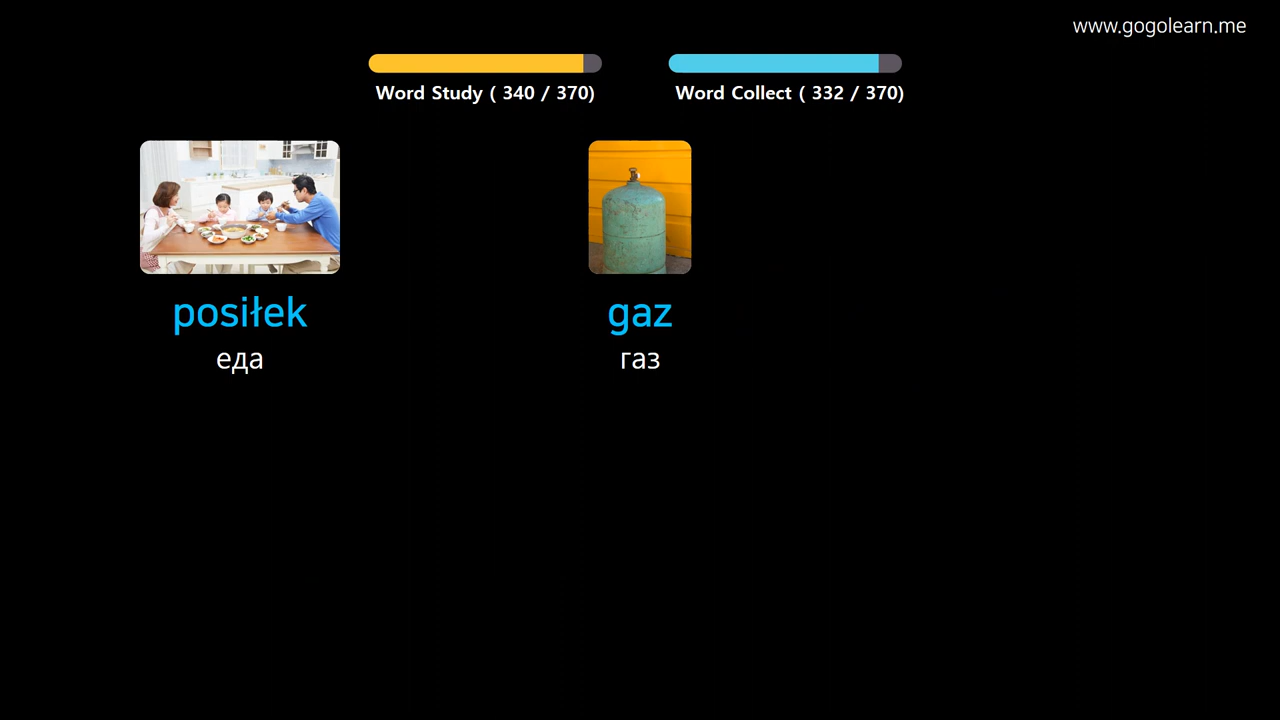 www.gogolearn.me
Word Study ( 340 / 370)
Word Collect ( 332 / 370)
posiłek
еда
gaz
газ